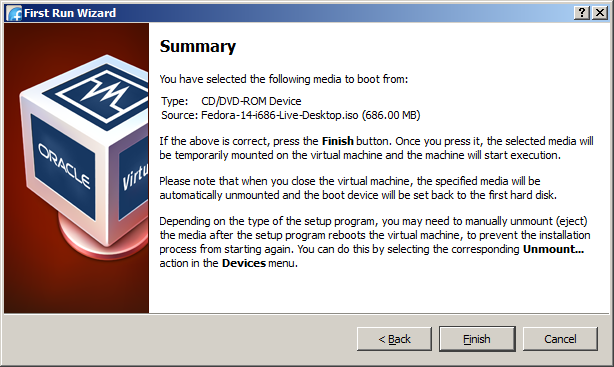 First Run Wizard
Summary
You have selected the following media to boot from:
Type: CD/DVD-ROM Device
Source: Fedora-14-i686-Live-Desktop.iso (686.00 MB)
If the above is correct, press the Finish button. Once you press it, the selected media will
be temporarily mounted on the virtual machine and the machine will start execution.
Please note that when you close the virtual machine, the specified media will be
automatically unmounted and the boot device will be set back to the first hard disk.
Depending on the type of the setup program, you may need to manually unmount (eject)
the media after the setup program reboots the virtual machine, to prevent the installation
process from starting again. You can do this by selecting the corresponding Unmount...
action in the Devices menu.
ORACLE
Virtu
< Back
Finish
Cancel